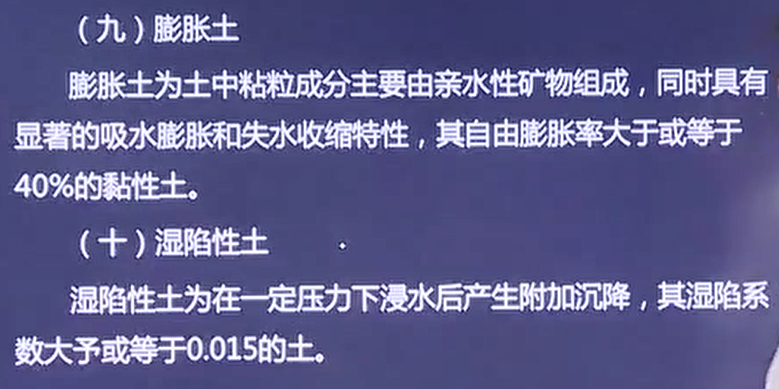 （九）膨胀土
膨胀土为土中粘粒成分主要由亲水性矿物组成，同时具有
显著的吸水膨胀和失水收缩特性，其自由膨胀率大于或等于
40%的黏性土。
（十）湿陷性土
湿陷性土为在一定压力下浸水后产生附加沉降，其湿陷系
数大予或等于0.015的土。